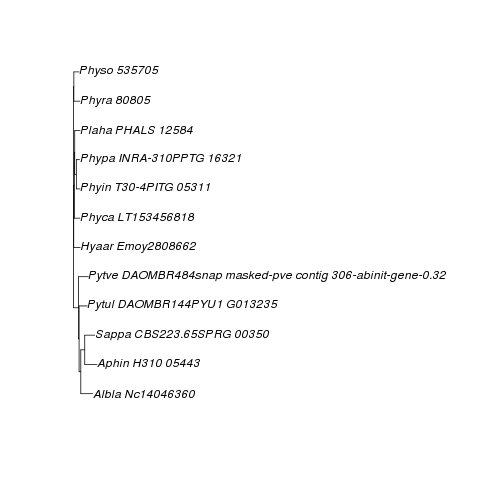 Physo 535705
Phyra 80805
Plaha PHALS 12584
Phypa INRA-310PPTG 16321
Phyin T30-4PITG 05311
Phyca LT153456818
Hyaar Emoy2808662
Pytve DAOMBR484snap masked-pve contig 306-abinit-gene-0.32
Pytul DAOMBR144PYU1 G013235
Sappa CBS223.65SPRG 00350
Aphin H310 05443
Albla Nc14046360